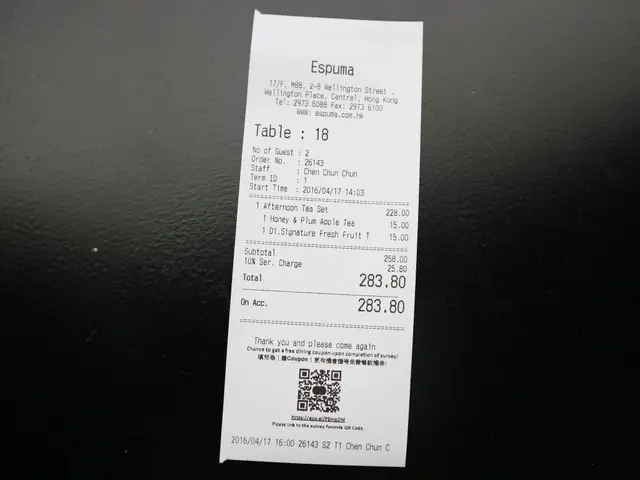 Espuma
17/F, M88, 2-8 Wellington Street .
Wellington Place, Central, Hong Kong
Tel: 2973 6088 Fax: 2973 6100
WWW: espuma.com.hk
Table : 18
No of Guest : 2
Order No. : 26143
Staff : Chen Chun Chun
Term ID : 1
Start Time : 2016/04/17 14:03
1 Afternoon Tea Set 228.00
1 Honey & Plum Apple Tea 15.00
1 D1.Signature Fresh Fruit T 15.00
Subtotal 258.00
10% Ser. Charge 25.80
Total 283.80
On Acc. 283.80
Thank you and please come again
Chance to get a free dining coupon upon completion of survey!
Please link to the survey form via QR Code
2016/04/17 16:00 26143 S2 T1 Chen Chun C